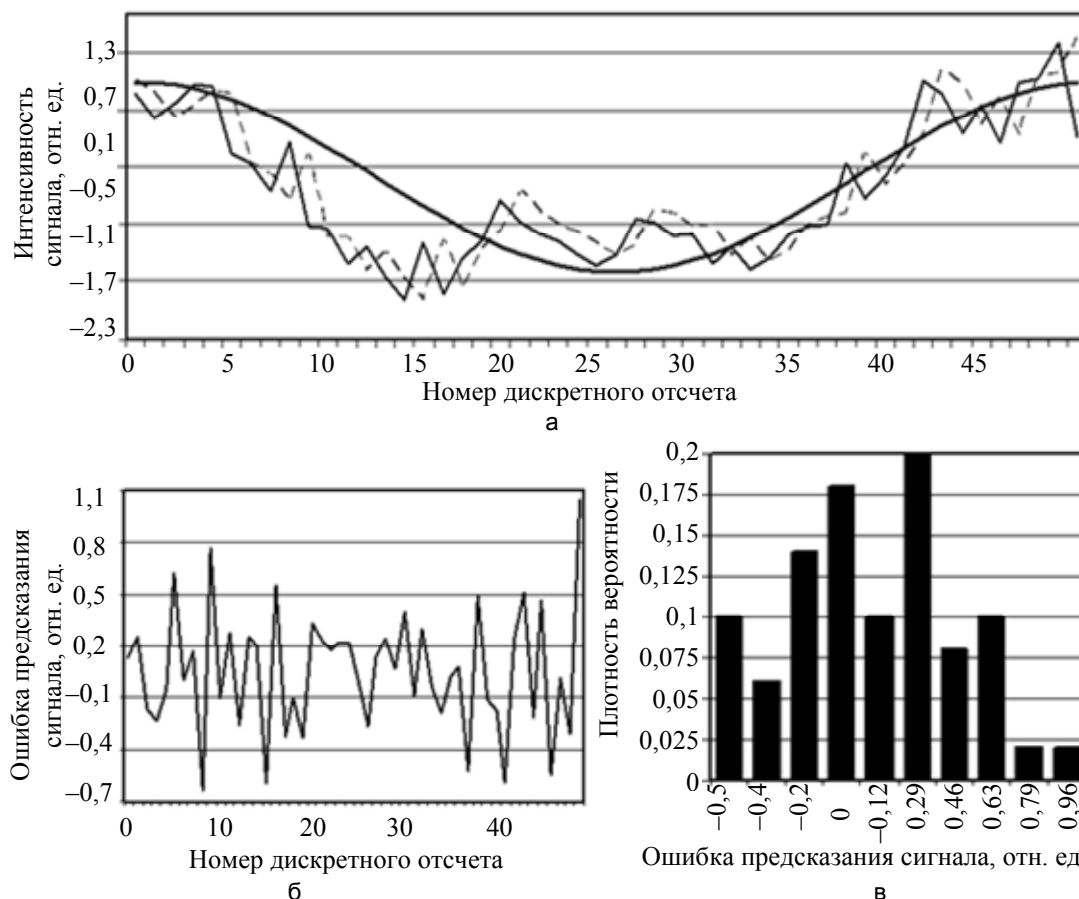 Интенсивность
сигнала, отн. ед.
1,3
0,7
0,1
–0,5
–1,1
–1,7
–2,3
0 5 10 15 20 25 30 35 40 45
Номер дискретного отсчета
а
Ошибка предсказания
сигнала, отн. ед.
1,1
0,8
0,5
0,2
–0,1
–0,4
–0,7
0 10 20 30 40
Номер дискретного отсчета
б
Плотность вероятности
0,2
0,175
0,15
0,125
0,1
0,075
0,05
0,025
0
–0,5 –0,4 –0,2 0 –0,12 0,29 0,46 0,63 0,79 0,96
Ошибка предсказания сигнала, отн. ед
в